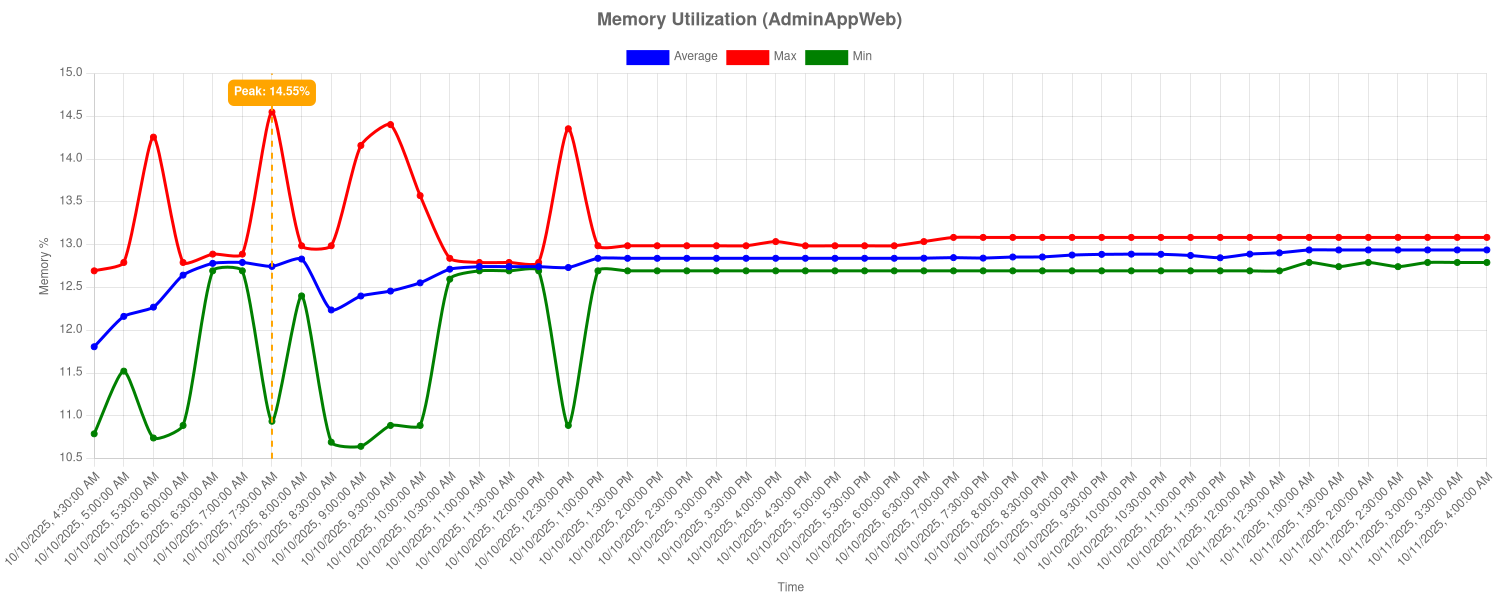 Memory Utilization (AdminAppWeb)
Average Max Min
Peak: 14.55%
15.0
14.5
14.0
13.5
13.0
12.5
12.0
11.5
11.0
10.5
Memory %
10/10/2025, 4:30:00 AM
10/10/2025, 5:00:00 AM
10/10/2025, 5:30:00 AM
10/10/2025, 6:00:00 AM
10/10/2025, 6:30:00 AM
10/10/2025, 7:00:00 AM
10/10/2025, 7:30:00 AM
10/10/2025, 8:00:00 AM
10/10/2025, 8:30:00 AM
10/10/2025, 9:00:00 AM
10/10/2025, 9:30:00 AM
10/10/2025, 10:00:00 AM
10/10/2025, 10:30:00 AM
10/10/2025, 11:00:00 AM
10/10/2025, 11:30:00 AM
10/10/2025, 12:00:00 PM
10/10/2025, 12:30:00 PM
10/10/2025, 1:00:00 PM
10/10/2025, 1:30:00 PM
10/10/2025, 2:00:00 PM
10/10/2025, 2:30:00 PM
10/10/2025, 3:00:00 PM
10/10/2025, 3:30:00 PM
10/10/2025, 4:00:00 PM
10/10/2025, 4:30:00 PM
10/10/2025, 5:00:00 PM
10/10/2025, 5:30:00 PM
10/10/2025, 6:00:00 PM
10/10/2025, 6:30:00 PM
10/10/2025, 7:00:00 PM
10/10/2025, 7:30:00 PM
10/10/2025, 8:00:00 PM
10/10/2025, 8:30:00 PM
10/10/2025, 9:00:00 PM
10/10/2025, 9:30:00 PM
10/10/2025, 10:00:00 PM
10/10/2025, 10:30:00 PM
10/10/2025, 11:00:00 PM
10/10/2025, 11:30:00 PM
10/11/2025, 12:00:00 AM
10/11/2025, 12:30:00 AM
10/11/2025, 1:00:00 AM
10/11/2025, 1:30:00 AM
10/11/2025, 2:00:00 AM
10/11/2025, 2:30:00 AM
10/11/2025, 3:00:00 AM
10/11/2025, 3:30:00 AM
10/11/2025, 4:00:00 AM
Time